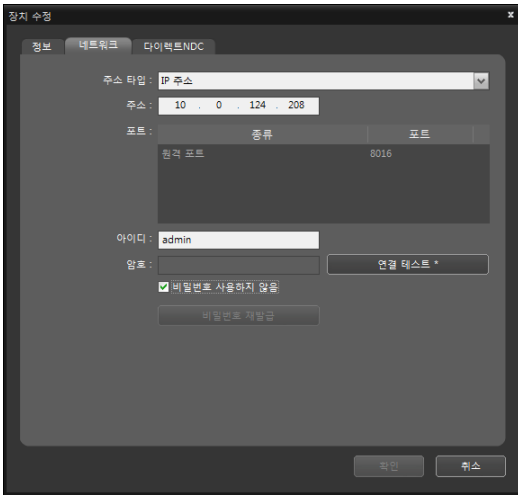 장치 수정 x
정보 네트워크 다이렉트NDC
주소 타입 : IP 주소
주소 : 10 . 0 . 124 . 208
포트 : 종류 포트
원격 포트 8016
아이디 : admin
암호 : 연결 테스트 *
비밀번호 사용하지 않음
비밀번호 재발급
확인 취소